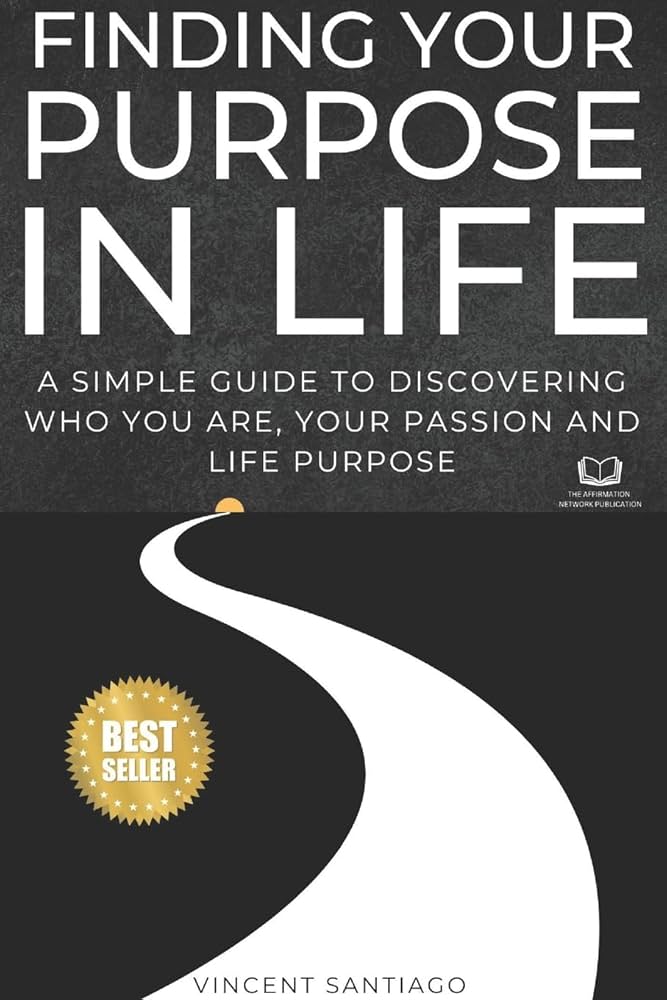 FINDING YOUR
PURPOSE
IN LIFE
A SIMPLE GUIDE TO DISCOVERING
WHO YOU ARE, YOUR PASSION AND
LIFE PURPOSE
THE AFFIRMATION
NETWORK PUBLICATION
BEST
SELLER
VINCENT SANTIAGO